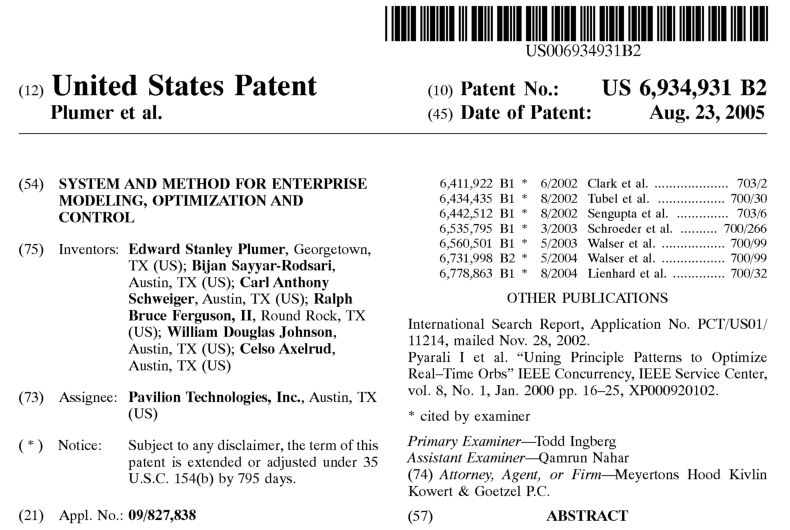 US006934931B2
(12) United States Patent
Plumer et al.
(10) Patent No.: US 6,934,931 B2
(45) Date of Patent: Aug. 23, 2005
(54) SYSTEM AND METHOD FOR ENTERPRISE
MODELING, OPTIMIZATION AND
CONTROL
(75) Inventors: Edward Stanley Plumer, Georgetown,
TX (US); Bijan Sayyar-Rodsari,
Austin, TX (US); Carl Anthony
Schweiger, Austin, TX (US); Ralph
Bruce Ferguson, II, Round Rock, TX
(US); William Douglas Johnson,
Austin, TX (US); Celso Axelrud,
Austin, TX (US)
(73) Assignee: Pavilion Technologies, Inc., Austin, TX
(US)
( * ) Notice: Subject to any disclaimer, the term of this
patent is extended or adjusted under 35
U.S.C. 154(b) by 795 days.
(21) Appl. No.: 09/827,838
6,411,922 B1 * 6/2002 Clark et al. .................... 703/2
6,434,435 B1 * 8/2002 Tubel et al. .................. 700/30
6,442,512 B1 * 8/2002 Sengupta et al. .............. 703/6
6,535,795 B1 * 3/2003 Schroeder et al. .......... 700/266
6,560,501 B1 * 5/2003 Walser et al. ................ 700/99
6,731,998 B2 * 5/2004 Walser et al. ................ 700/99
6,778,863 B1 * 8/2004 Lienhard et al. ............. 700/32
OTHER PUBLICATIONS
International Search Report, Application No. PCT/US01/
11214, mailed Nov. 28, 2002.
Pyarali I et al. “Uning Principle Patterns to Optimize
Real–Time Orbs” IEEE Concurrency, IEEE Service Center,
vol. 8, No. 1, Jan. 2000 pp. 16–25, XP000920102.
* cited by examiner
Primary Examiner—Todd Ingberg
Assistant Examiner—Qamrun Nahar
(74) Attorney, Agent, or Firm—Meyertons Hood Kivlin
Kowert & Goetzel P.C.
(57) ABSTRACT